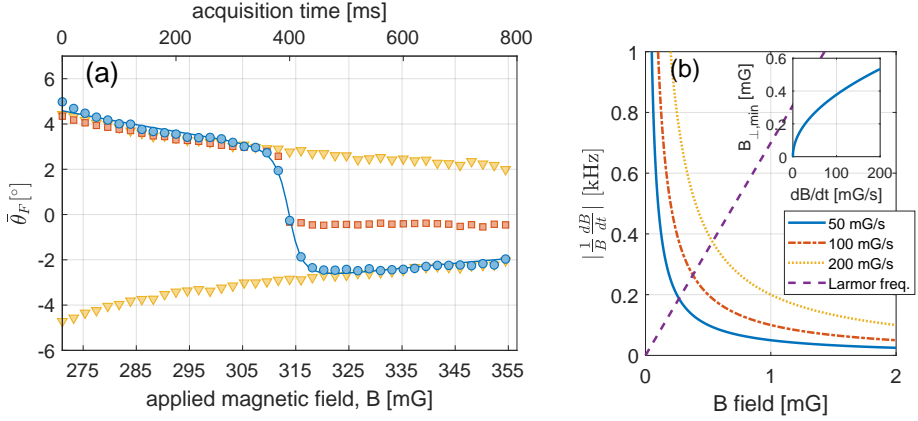 acquisition time [ms]
0 200 400 600 800
(a)
6
4
2
0
-2
-4
-6
θ̄_F [°]
275 285 295 305 315 325 335 345 355
applied magnetic field, B [mG]
(b)
1
0.8
0.6
0.4
0.2
0
| 1/B dB/dt | [kHz]
0 1 2
B field [mG]
0.6
0.4
0.2
0
B⊥,min [mG]
0 100 200
dB/dt [mG/s]
50 mG/s
100 mG/s
200 mG/s
Larmor freq.